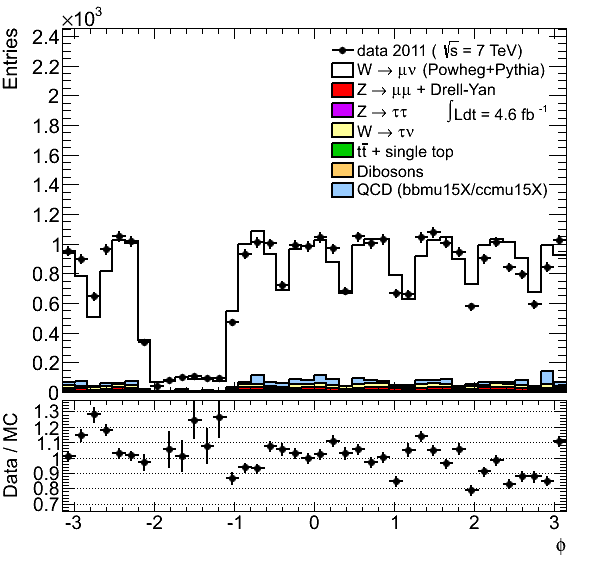 ×10³
Entries
2.4
2.2
2
1.8
1.6
1.4
1.2
1
0.8
0.6
0.4
0.2
0
data 2011 ( √s = 7 TeV)
W → μν (Powheg+Pythia)
Z → μμ + Drell-Yan
Z → ττ
∫Ldt = 4.6 fb⁻¹
W → τν
tt̅ + single top
Dibosons
QCD (bbmu15X/ccmu15X)
Data / MC
1.3
1.2
1.1
1
0.9
0.8
0.7
-3 -2 -1 0 1 2 3
ϕ